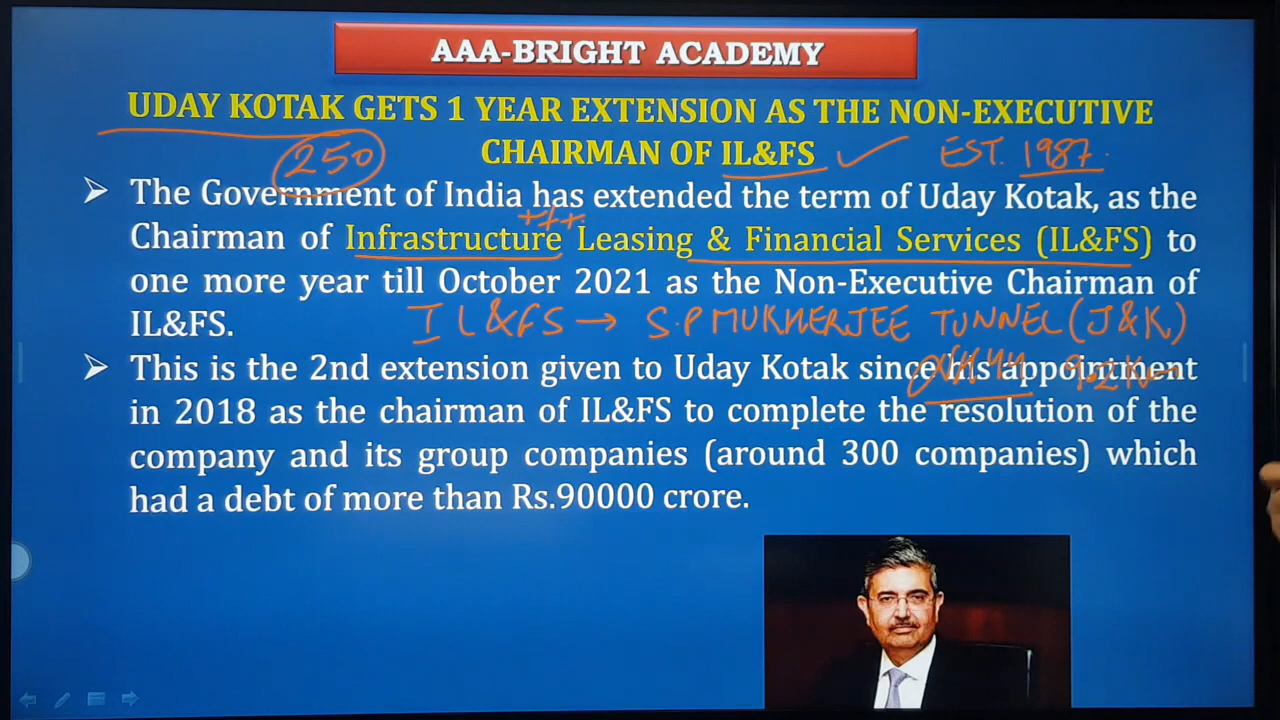 AAA-BRIGHT ACADEMY
UDAY KOTAK GETS 1 YEAR EXTENSION AS THE NON-EXECUTIVE
CHAIRMAN OF IL&FS
EST. 1987.
250
➤ The Government of India has extended the term of Uday Kotak, as the
+++
Chairman of Infrastructure Leasing & Financial Services (IL&FS) to
one more year till October 2021 as the Non-Executive Chairman of
IL&FS.
IL&FS → S.P MUKHERJEE TUNNEL (J&K)
➤ This is the 2nd extension given to Uday Kotak since his appointment
in 2018 as the chairman of IL&FS to complete the resolution of the
company and its group companies (around 300 companies) which
had a debt of more than Rs.90000 crore.